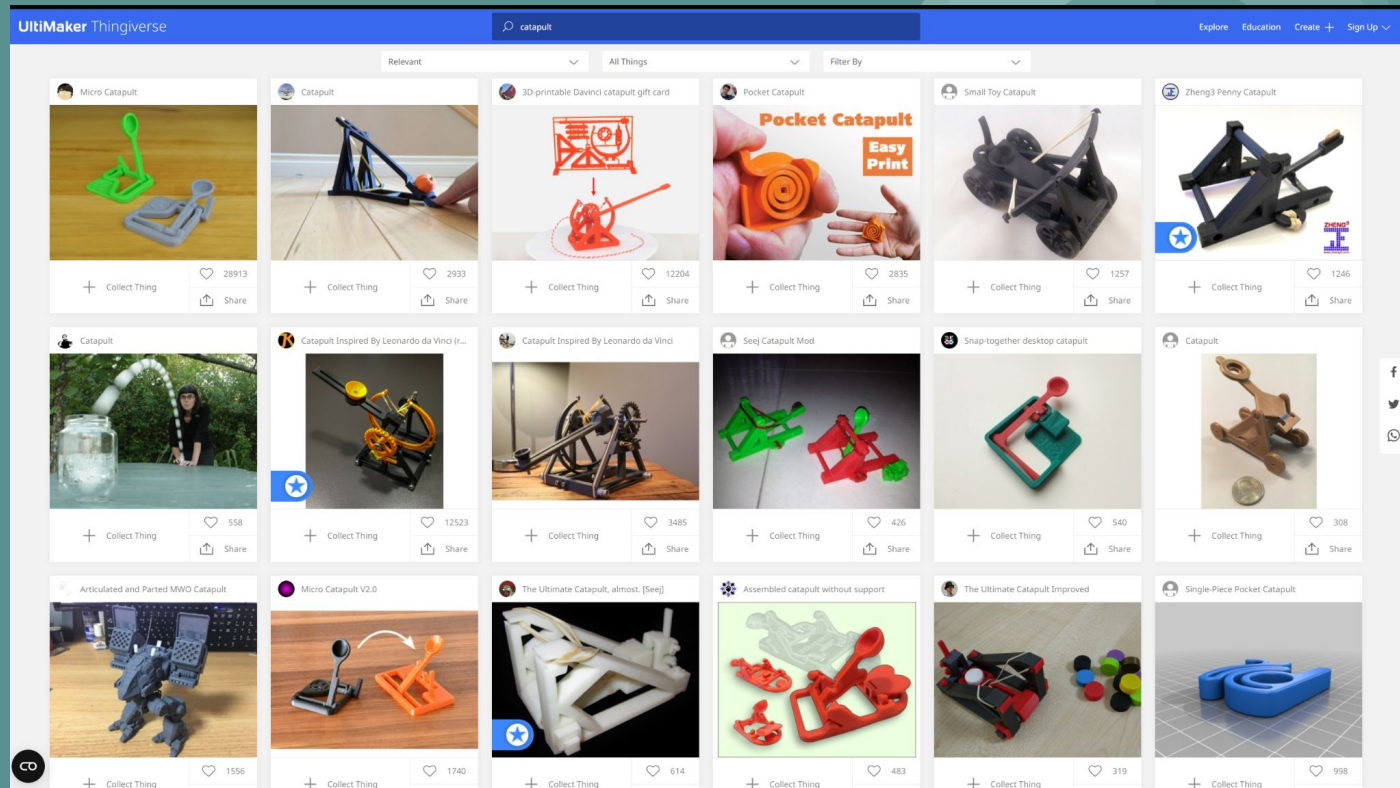 UltiMaker Thingiverse
catapult
Explore Education Create + Sign Up
Relevant
All Things
Filter By
Micro Catapult
Catapult
3D-printable Davinci catapult gift card
Pocket Catapult
Small Toy Catapult
Zheng3 Penny Catapult
Pocket Catapult
Easy
Print
ZHENG³
Collect Thing
28913
Share
Collect Thing
2933
Share
Collect Thing
12204
Share
Collect Thing
2835
Share
Collect Thing
1257
Share
Collect Thing
1246
Share
Catapult
Catapult Inspired By Leonardo da Vinci (r...
Catapult Inspired By Leonardo da Vinci
Seej Catapult Mod
Snap-together desktop catapult
Catapult
Collect Thing
558
Share
Collect Thing
12523
Share
Collect Thing
3485
Share
Collect Thing
426
Share
Collect Thing
540
Share
Collect Thing
308
Share
Articulated and Parted MWO Catapult
Micro Catapult V2.0
The Ultimate Catapult, almost. [Seej]
Assembled catapult without support
The Ultimate Catapult Improved
Single-Piece Pocket Catapult
1556
Collect Thing
1740
Collect Thing
614
Collect Thing
483
Collect Thing
319
Collect Thing
998
Collect Thing